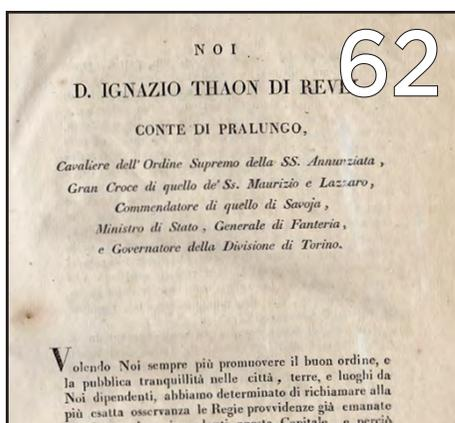 62
NOI
D. IGNAZIO THAON DI
CONTE DI PRALUNGO,
Cavaliere dell'Ordine Supremo della SS. Annunziata,
Gran Croce di quello de' Ss. Maurizio e Lazzaro,
Commendatore di quello di Savoja,
Ministro di Stato, Generale di Fanteria,
e Governatore della Divisione di Torino.
Volendo Noi sempre più promuovere il buon ordine, e
la pubblica tranquillità nelle città, terre, e luoghi da
Noi dipendenti, abbiamo determinato di richiamare alla
più esatta osservanza le Regie provvidenze già emanate
questa Capitale, e perciò